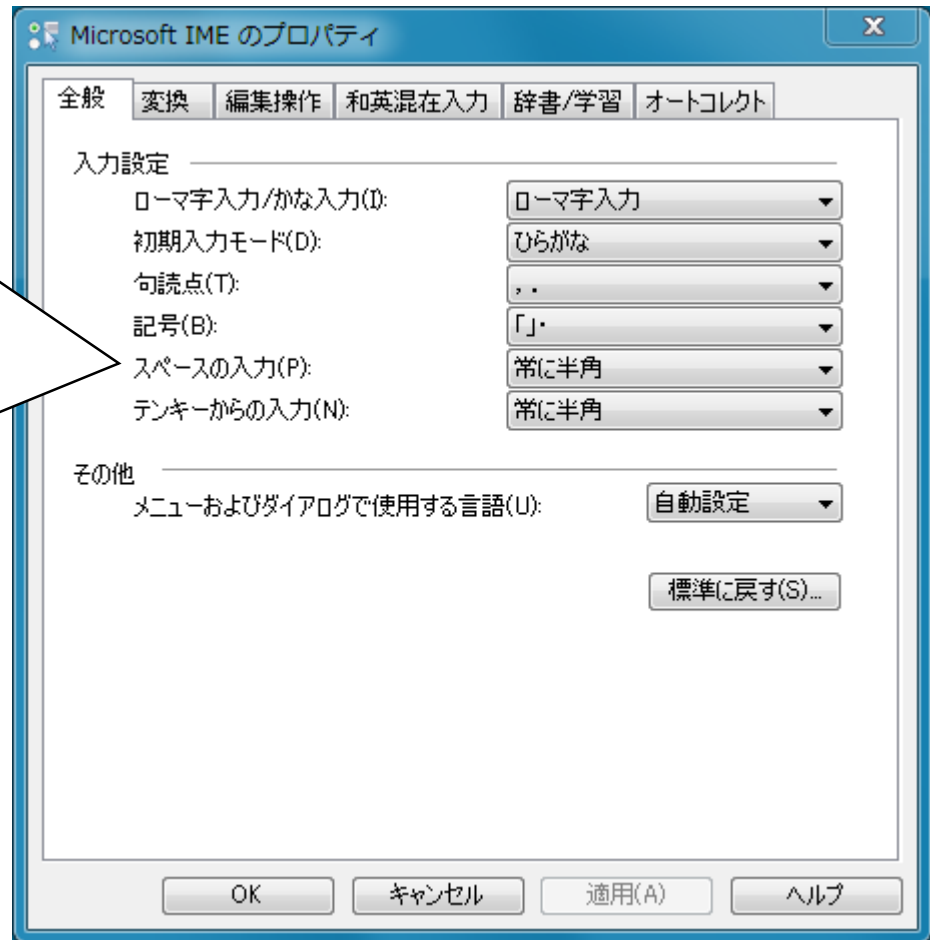 Microsoft IME のプロパティ
全般 変換 編集操作 和英混在入力 辞書/学習 オートコレクト
入力設定
ローマ字入力/かな入力(I): ローマ字入力
初期入力モード(D): ひらがな
句読点(T): ，．
記号(B): 「」・
スペースの入力(P): 常に半角
テンキーからの入力(N): 常に半角
その他
メニューおよびダイアログで使用する言語(U): 自動設定
標準に戻す(S)...
OK キャンセル 適用(A) ヘルプ